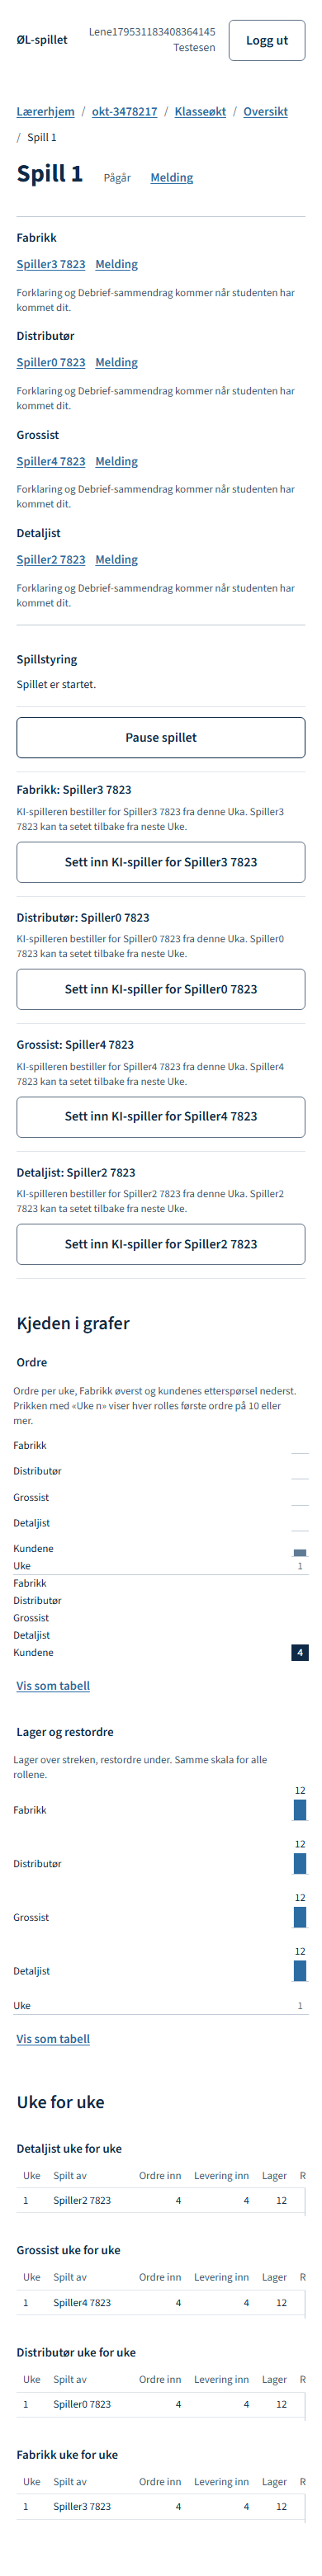 ØL-spillet
Lene179531183408364145
Testesen
Logg ut
Lærerhjem / okt-3478217 / Klasseøkt / Oversikt
/ Spill 1
Spill 1 Pågår Melding
Fabrikk
Spiller3 7823 Melding
Forklaring og Debrief-sammendrag kommer når studenten har
kommet dit.
Distributør
Spiller0 7823 Melding
Forklaring og Debrief-sammendrag kommer når studenten har
kommet dit.
Grossist
Spiller4 7823 Melding
Forklaring og Debrief-sammendrag kommer når studenten har
kommet dit.
Detaljist
Spiller2 7823 Melding
Forklaring og Debrief-sammendrag kommer når studenten har
kommet dit.
Spillstyring
Spillet er startet.
Pause spillet
Fabrikk: Spiller3 7823
KI-spilleren bestiller for Spiller3 7823 fra denne Uka. Spiller3
7823 kan ta setet tilbake fra neste Uke.
Sett inn KI-spiller for Spiller3 7823
Distributør: Spiller0 7823
KI-spilleren bestiller for Spiller0 7823 fra denne Uka. Spiller0
7823 kan ta setet tilbake fra neste Uke.
Sett inn KI-spiller for Spiller0 7823
Grossist: Spiller4 7823
KI-spilleren bestiller for Spiller4 7823 fra denne Uka. Spiller4
7823 kan ta setet tilbake fra neste Uke.
Sett inn KI-spiller for Spiller4 7823
Detaljist: Spiller2 7823
KI-spilleren bestiller for Spiller2 7823 fra denne Uka. Spiller2
7823 kan ta setet tilbake fra neste Uke.
Sett inn KI-spiller for Spiller2 7823
Kjeden i grafer
Ordre
Ordre per uke, Fabrikk øverst og kundenes etterspørsel nederst.
Prikken med «Uke n» viser hver rolles første ordre på 10 eller
mer.
Fabrikk
Distributør
Grossist
Detaljist
Kundene
Uke 1
Fabrikk
Distributør
Grossist
Detaljist
Kundene 4
Vis som tabell
Lager og restordre
Lager over streken, restordre under. Samme skala for alle
rollene.
12
Fabrikk
12
Distributør
12
Grossist
12
Detaljist
Uke 1
Vis som tabell
Uke for uke
Detaljist uke for uke
Uke Spilt av Ordre inn Levering inn Lager R
1 Spiller2 7823 4 4 12
Grossist uke for uke
Uke Spilt av Ordre inn Levering inn Lager R
1 Spiller4 7823 4 4 12
Distributør uke for uke
Uke Spilt av Ordre inn Levering inn Lager R
1 Spiller0 7823 4 4 12
Fabrikk uke for uke
Uke Spilt av Ordre inn Levering inn Lager R
1 Spiller3 7823 4 4 12